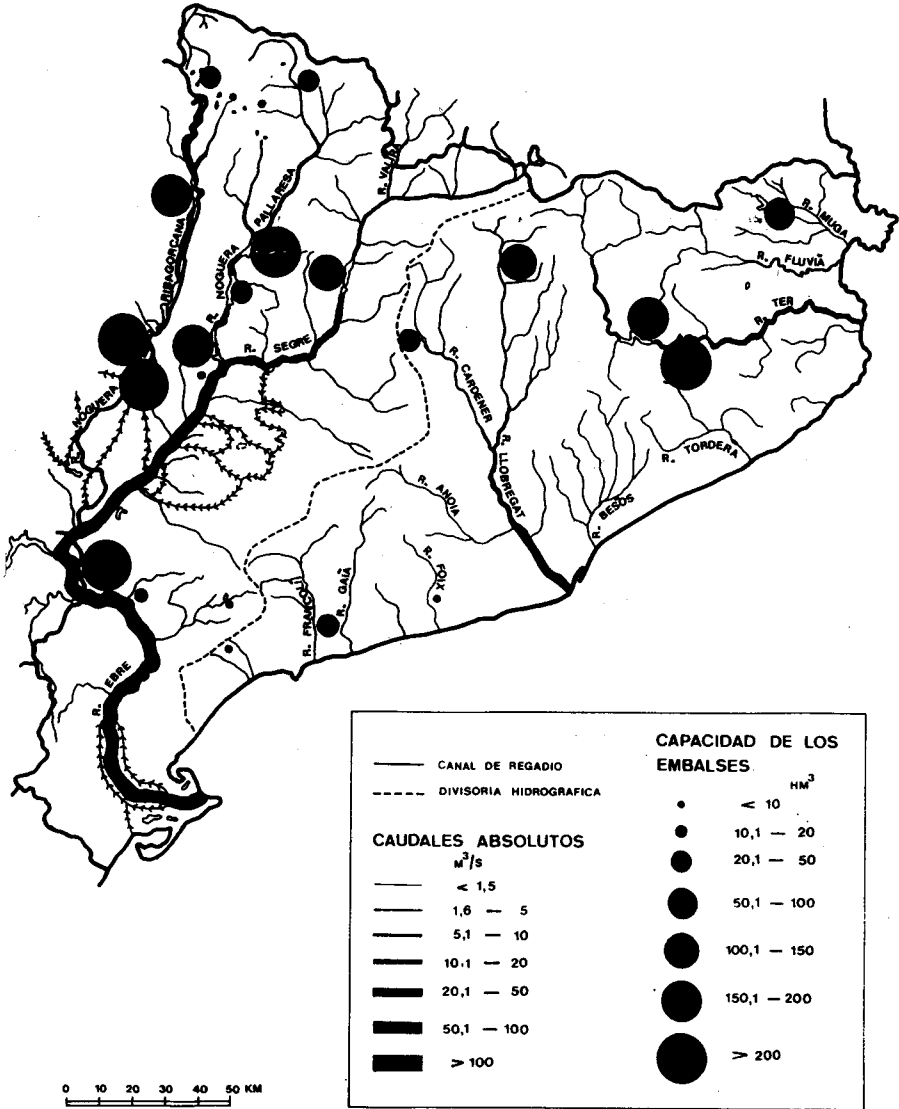 R. VALIRA
R. NOGUERA PALLARESA
R. NOGUERA RIBAGORÇANA
R. SEGRE
R. MUGA
R. FLUVIÀ
R. TER
R. CARDENER
R. LLOBREGAT
R. TORDERA
R. BESÒS
R. ANOIA
R. FOIX
R. GAIÀ
R. FRANCOLÍ
R. EBRE
CANAL DE REGADIO
DIVISORIA HIDROGRAFICA
CAUDALES ABSOLUTOS
M³/S
< 1,5
1,6 — 5
5,1 — 10
10,1 — 20
20,1 — 50
50,1 — 100
> 100
CAPACIDAD DE LOS
EMBALSES
HM³
< 10
10,1 — 20
20,1 — 50
50,1 — 100
100,1 — 150
150,1 — 200
> 200
0 10 20 30 40 50 KM